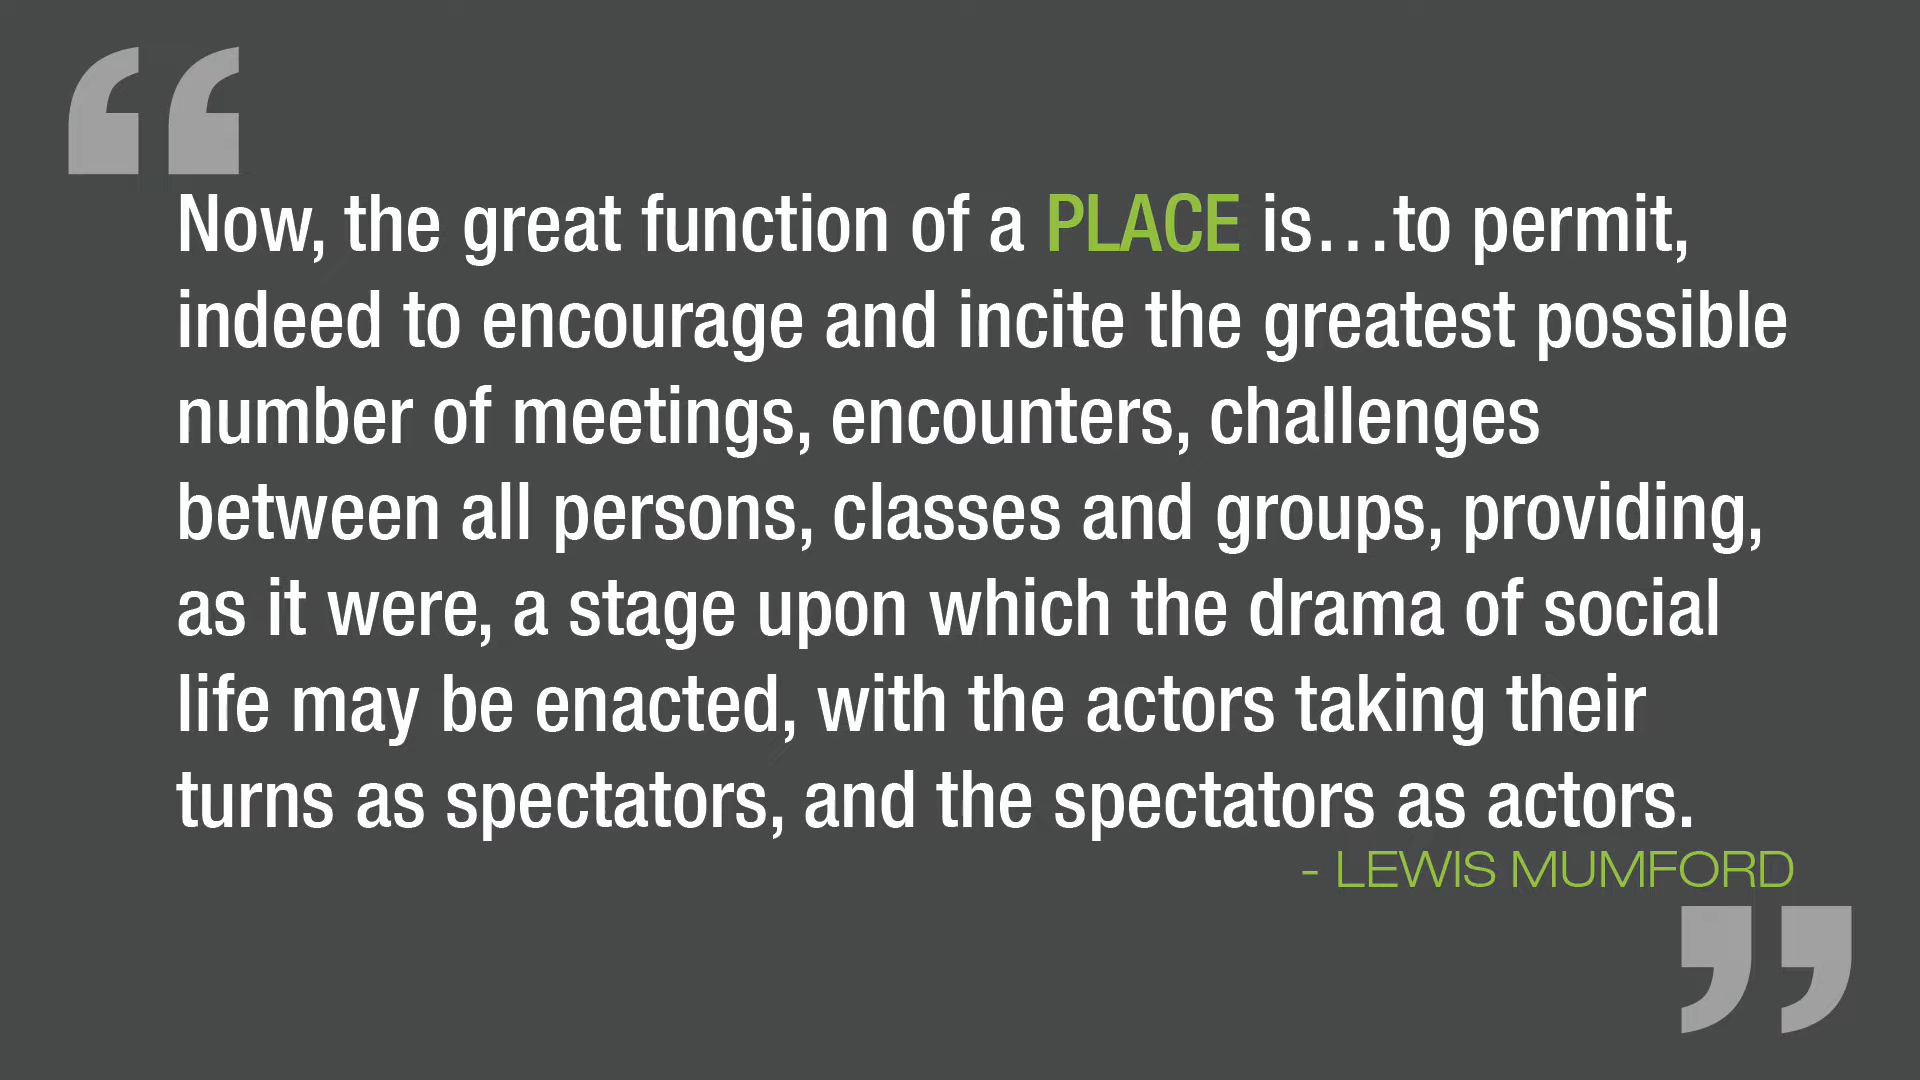 “
Now, the great function of a PLACE is…to permit,
indeed to encourage and incite the greatest possible
number of meetings, encounters, challenges
between all persons, classes and groups, providing,
as it were, a stage upon which the drama of social
life may be enacted, with the actors taking their
turns as spectators, and the spectators as actors.
- LEWIS MUMFORD
”